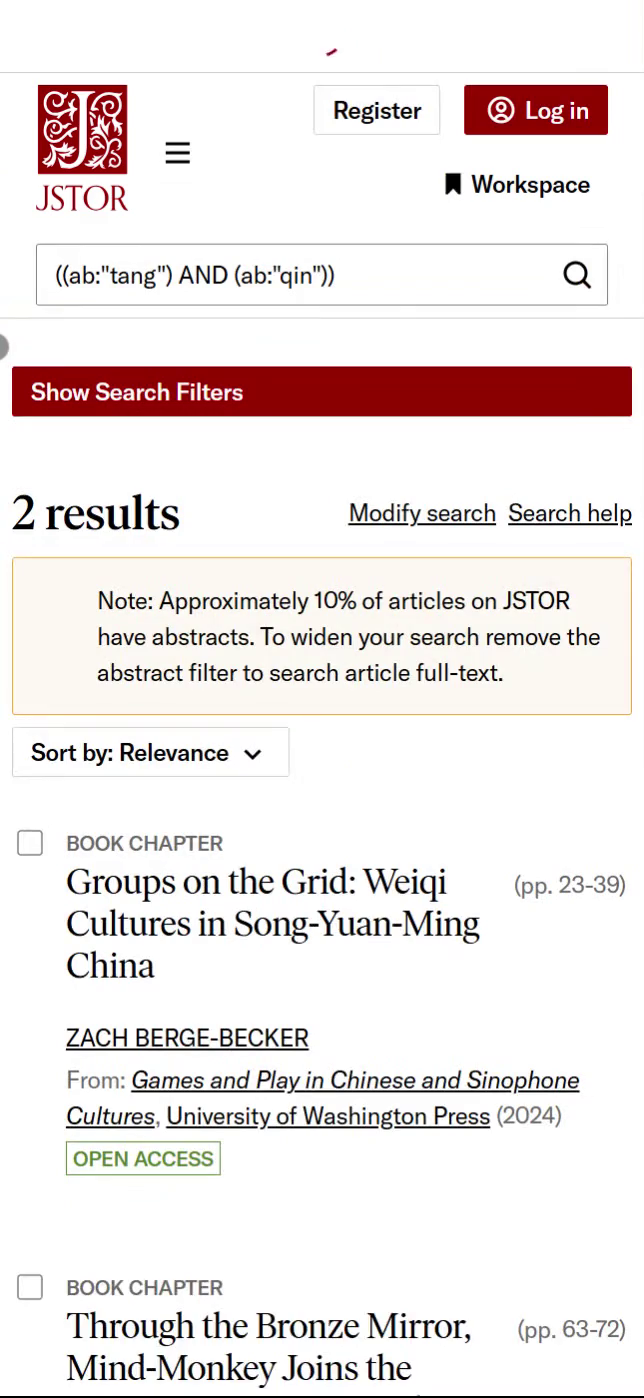 Register
Log in
JSTOR
Workspace
((ab:"tang") AND (ab:"qin"))
Show Search Filters
2 results
Modify search
Search help
Note: Approximately 10% of articles on JSTOR
have abstracts. To widen your search remove the
abstract filter to search article full-text.
Sort by: Relevance
BOOK CHAPTER
Groups on the Grid: Weiqi
(pp. 23-39)
Cultures in Song-Yuan-Ming
China
ZACH BERGE-BECKER
From: Games and Play in Chinese and Sinophone
Cultures, University of Washington Press (2024)
OPEN ACCESS
BOOK CHAPTER
Through the Bronze Mirror,
(pp. 63-72)
Mind-Monkey Joins the